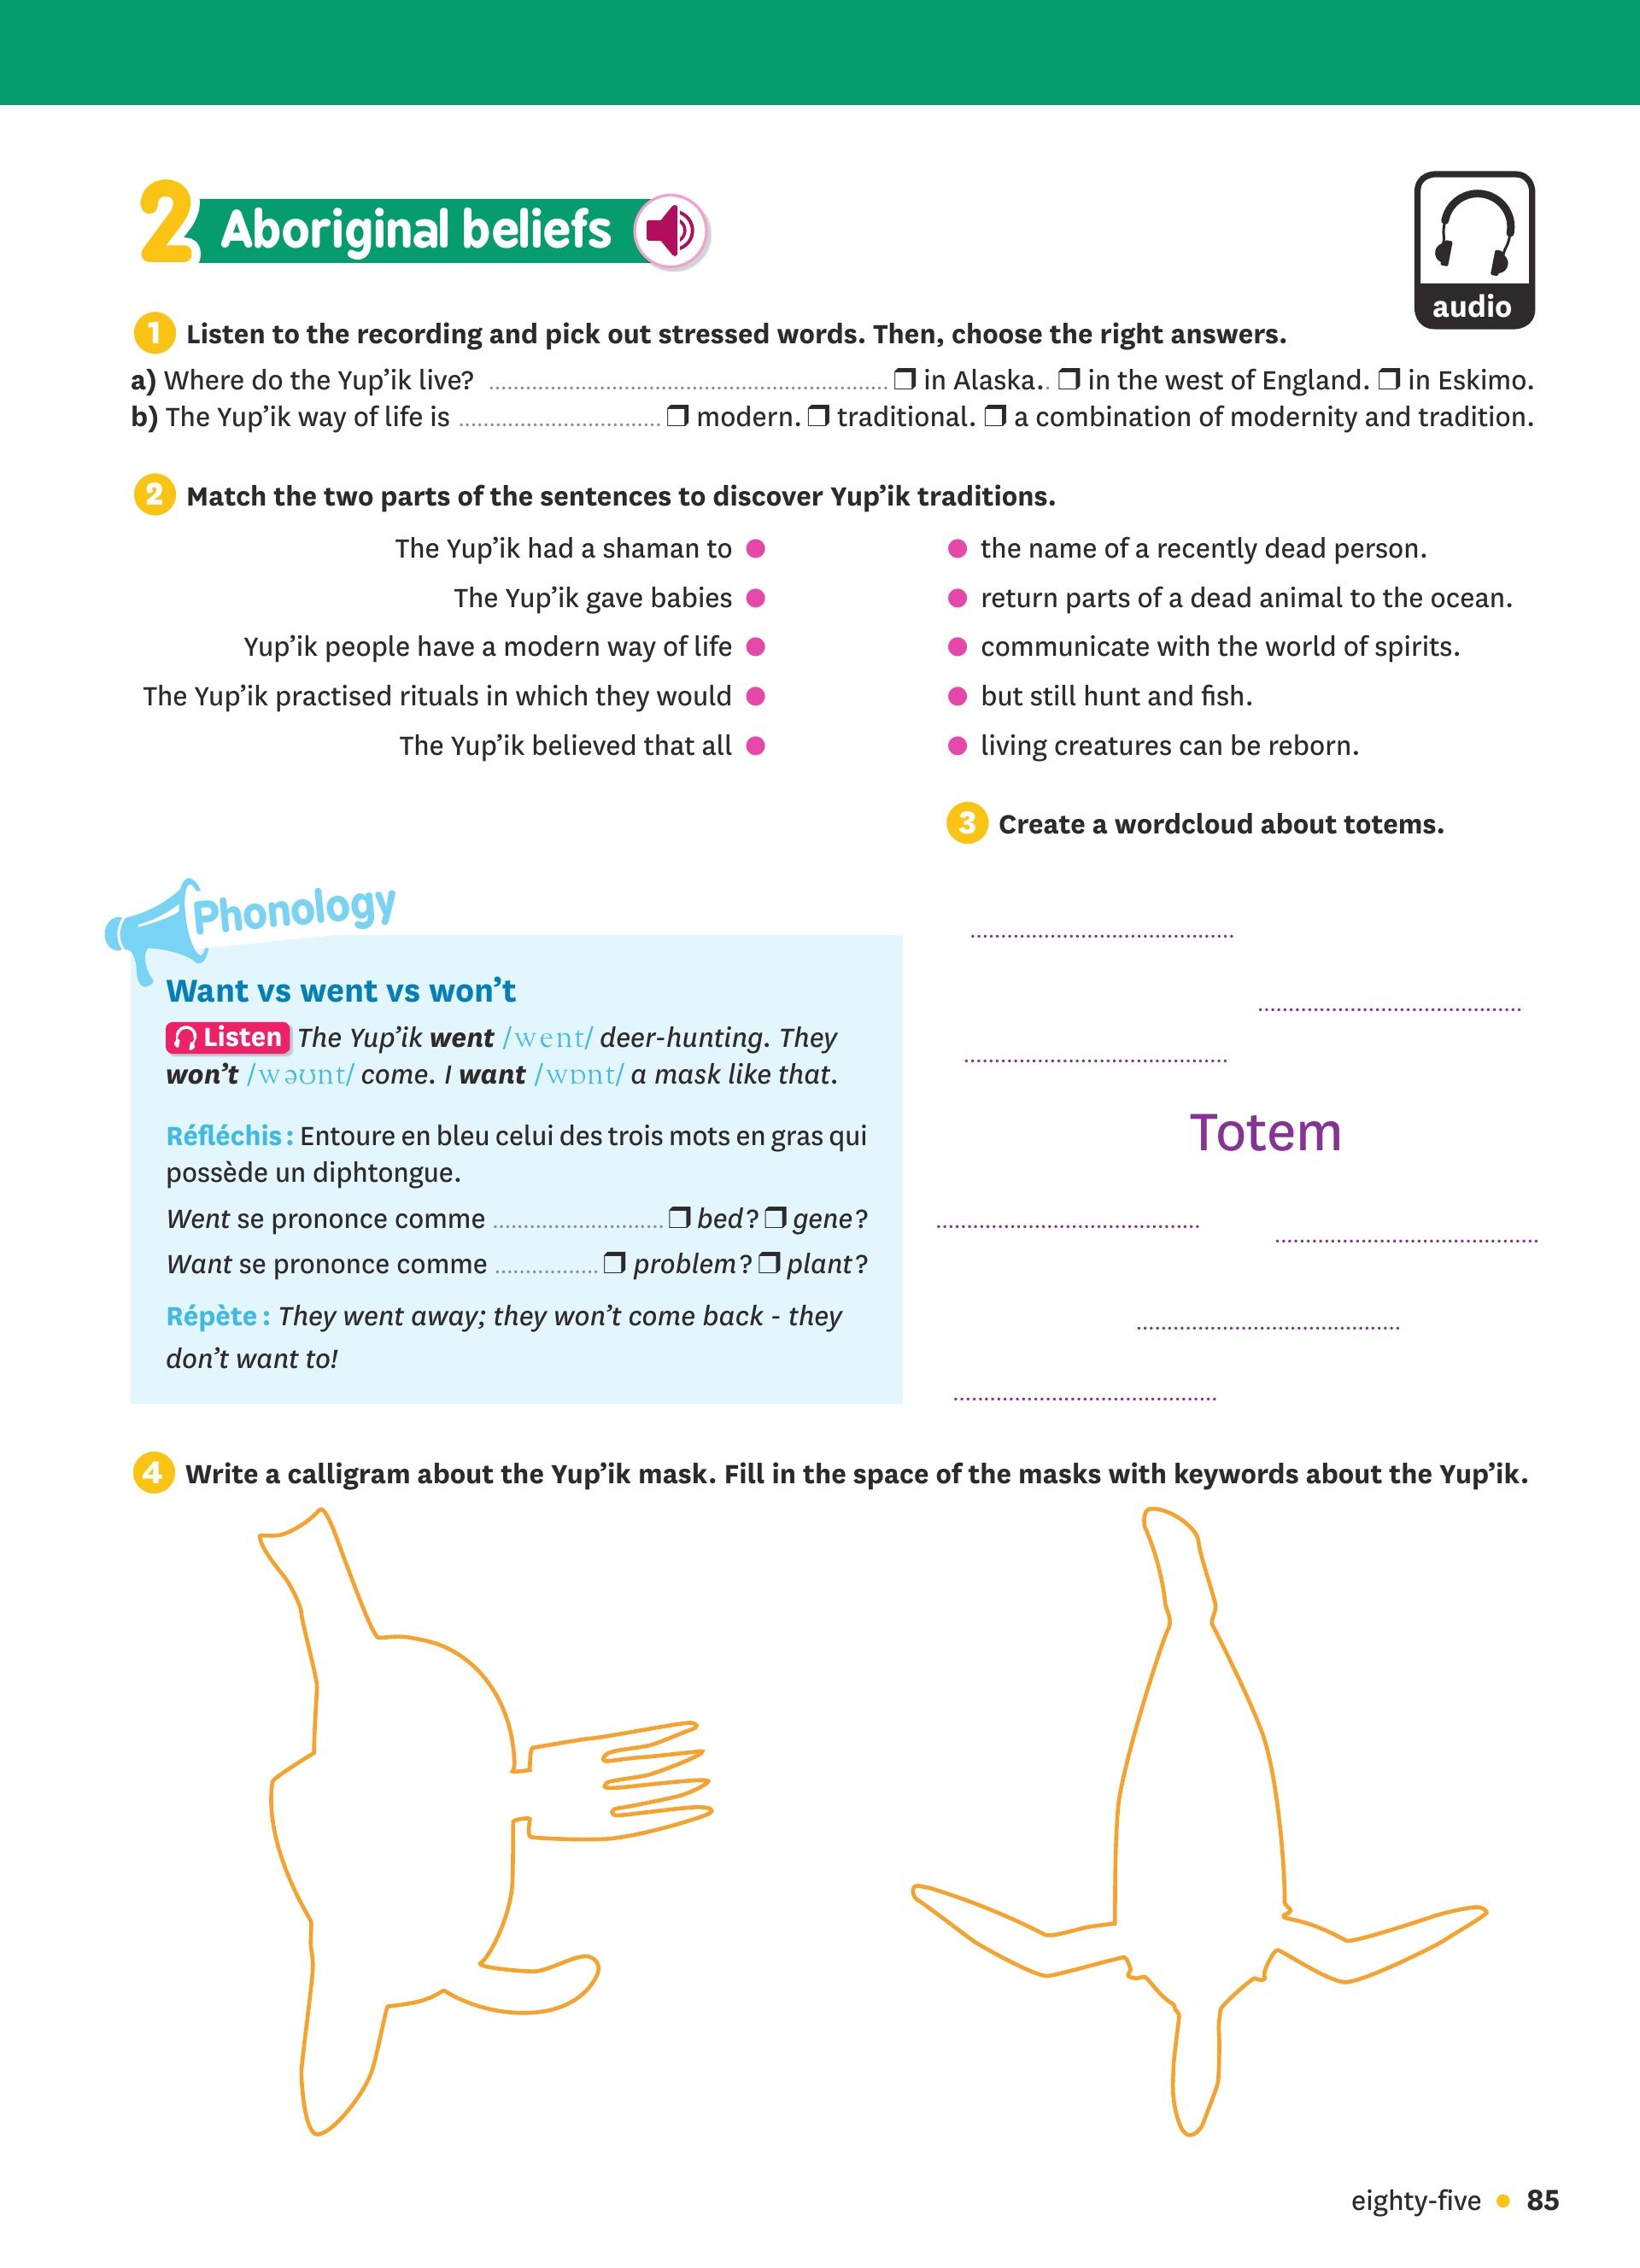 2 Aboriginal beliefs
audio
1 Listen to the recording and pick out stressed words. Then, choose the right answers.
a) Where do the Yup’ik live? ........................ ❒ in Alaska.. ❒ in the west of England. ❒ in Eskimo.
b) The Yup’ik way of life is ........................ ❒ modern. ❒ traditional. ❒ a combination of modernity and tradition.
2 Match the two parts of the sentences to discover Yup’ik traditions.
The Yup’ik had a shaman to ● ● the name of a recently dead person.
The Yup’ik gave babies ● ● return parts of a dead animal to the ocean.
Yup’ik people have a modern way of life ● ● communicate with the world of spirits.
The Yup’ik practised rituals in which they would ● ● but still hunt and fish.
The Yup’ik believed that all ● ● living creatures can be reborn.
3 Create a wordcloud about totems.
Totem
Phonology
Want vs went vs won’t
Listen The Yup’ik went /went/ deer-hunting. They
won’t /wəʊnt/ come. I want /wɒnt/ a mask like that.
Réfléchis : Entoure en bleu celui des trois mots en gras qui
possède un diphtongue.
Went se prononce comme ........................ ❒ bed ? ❒ gene ?
Want se prononce comme ................. ❒ problem ? ❒ plant ?
Répète : They went away; they won’t come back - they
don’t want to!
4 Write a calligram about the Yup’ik mask. Fill in the space of the masks with keywords about the Yup’ik.
eighty-five ● 85